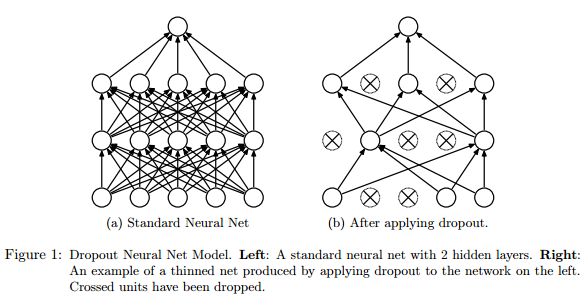 (a) Standard Neural Net
(b) After applying dropout.
Figure 1: Dropout Neural Net Model. Left: A standard neural net with 2 hidden layers. Right:
An example of a thinned net produced by applying dropout to the network on the left.
Crossed units have been dropped.